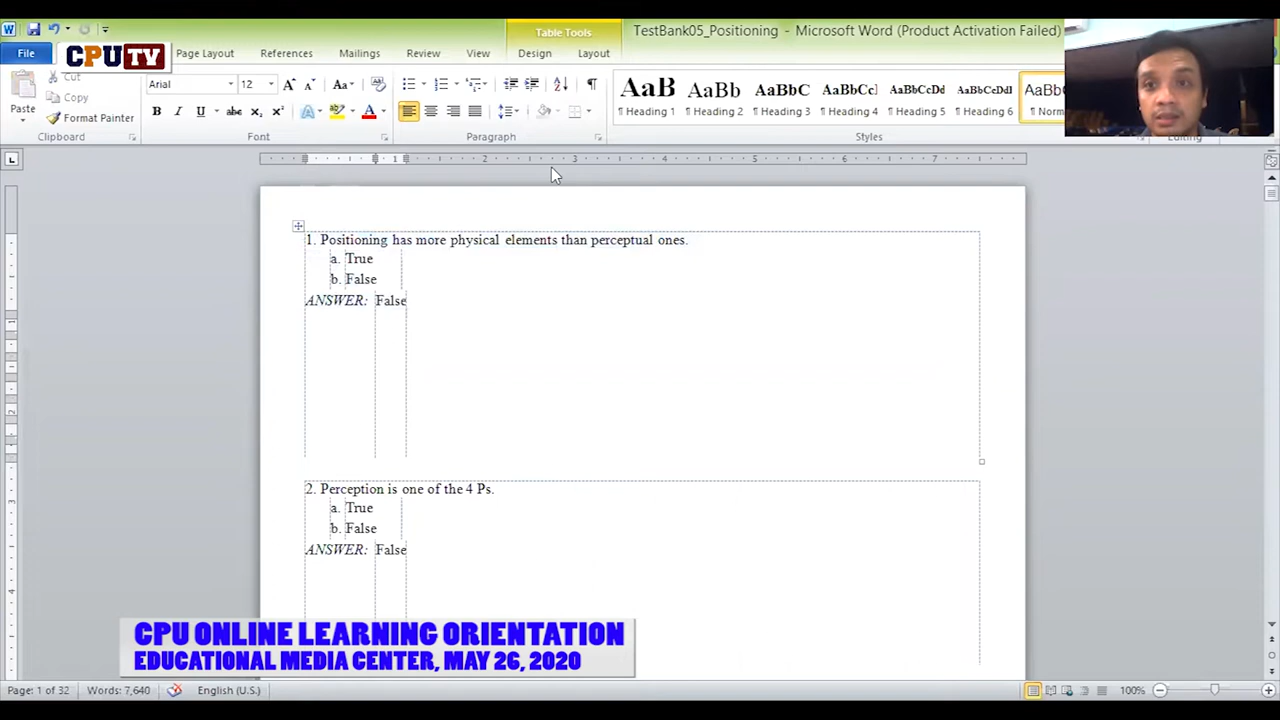 Table Tools
TestBank05_Positioning - Microsoft Word (Product Activation Failed)
File
CPUTV
Page Layout
References
Mailings
Review
View
Design
Layout
Paste
Cut
Copy
Format Painter
Clipboard
Arial
12
Font
Paragraph
AaB
¶ Heading 1
AaBb
¶ Heading 2
AaBbC
¶ Heading 3
AaBbCc
¶ Heading 4
AaBbCcDd
¶ Heading 5
AaBbCcDdI
¶ Heading 6
Styles
Editing
1. Positioning has more physical elements than perceptual ones.
a. True
b. False
ANSWER: False
2. Perception is one of the 4 Ps.
a. True
b. False
ANSWER: False
CPU ONLINE LEARNING ORIENTATION
EDUCATIONAL MEDIA CENTER, MAY 26, 2020
Page: 1 of 32
Words: 7,640
English (U.S.)
100%